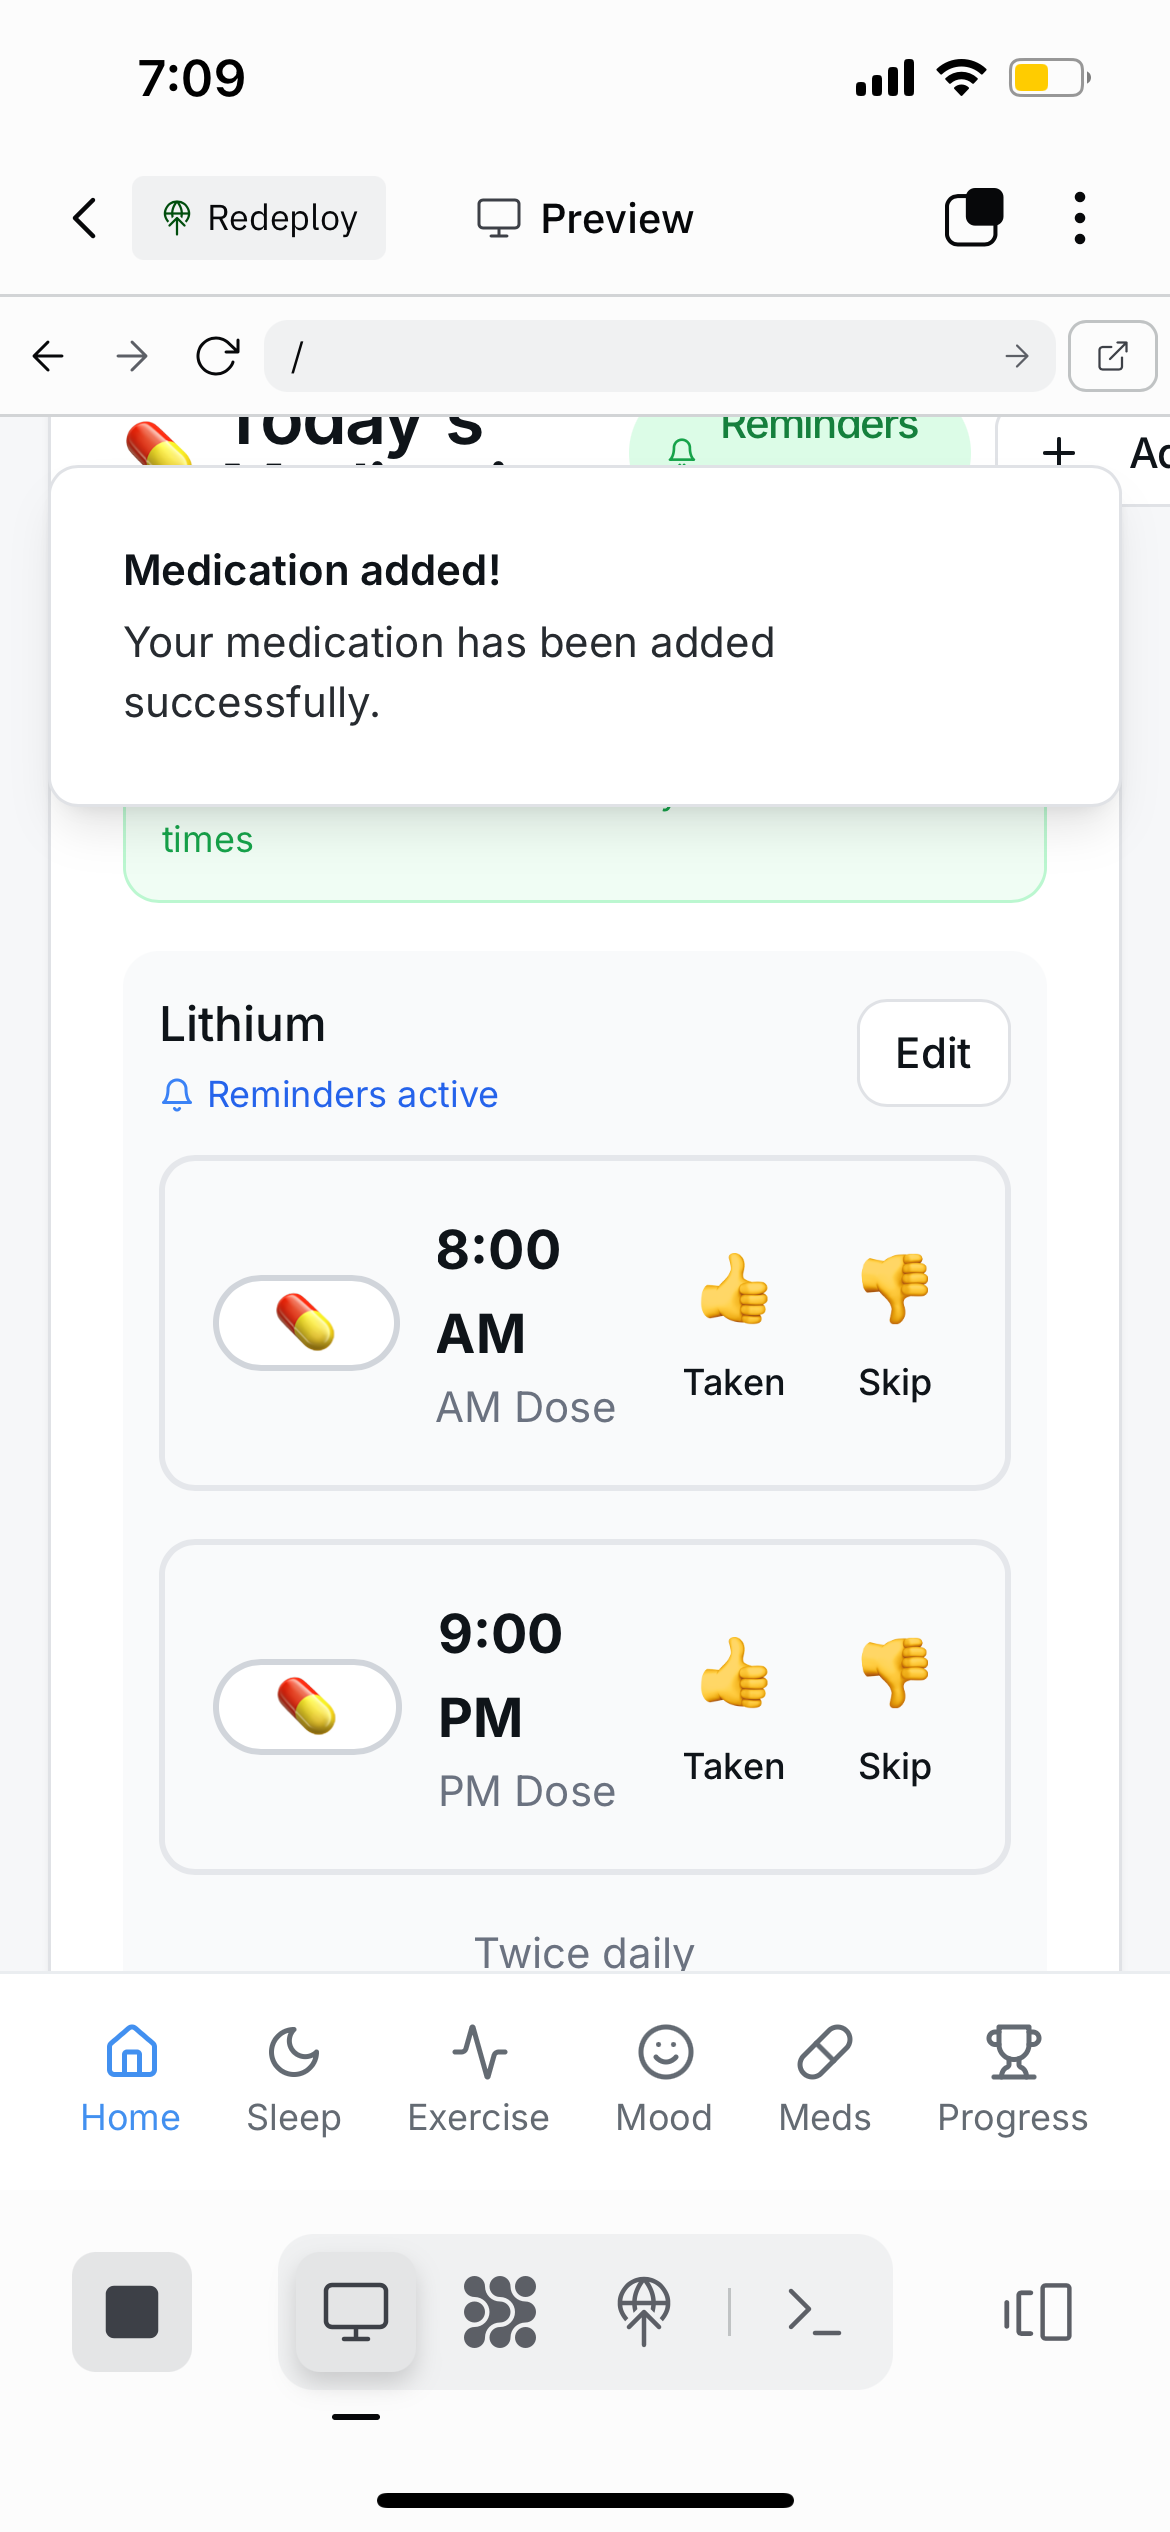 7:09
Redeploy
Preview
/
Today's
Reminders
Medication added!
Your medication has been added
successfully.
times
Lithium
Edit
Reminders active
8:00
AM
AM Dose
Taken
Skip
9:00
PM
PM Dose
Taken
Skip
Twice daily
Home
Sleep
Exercise
Mood
Meds
Progress